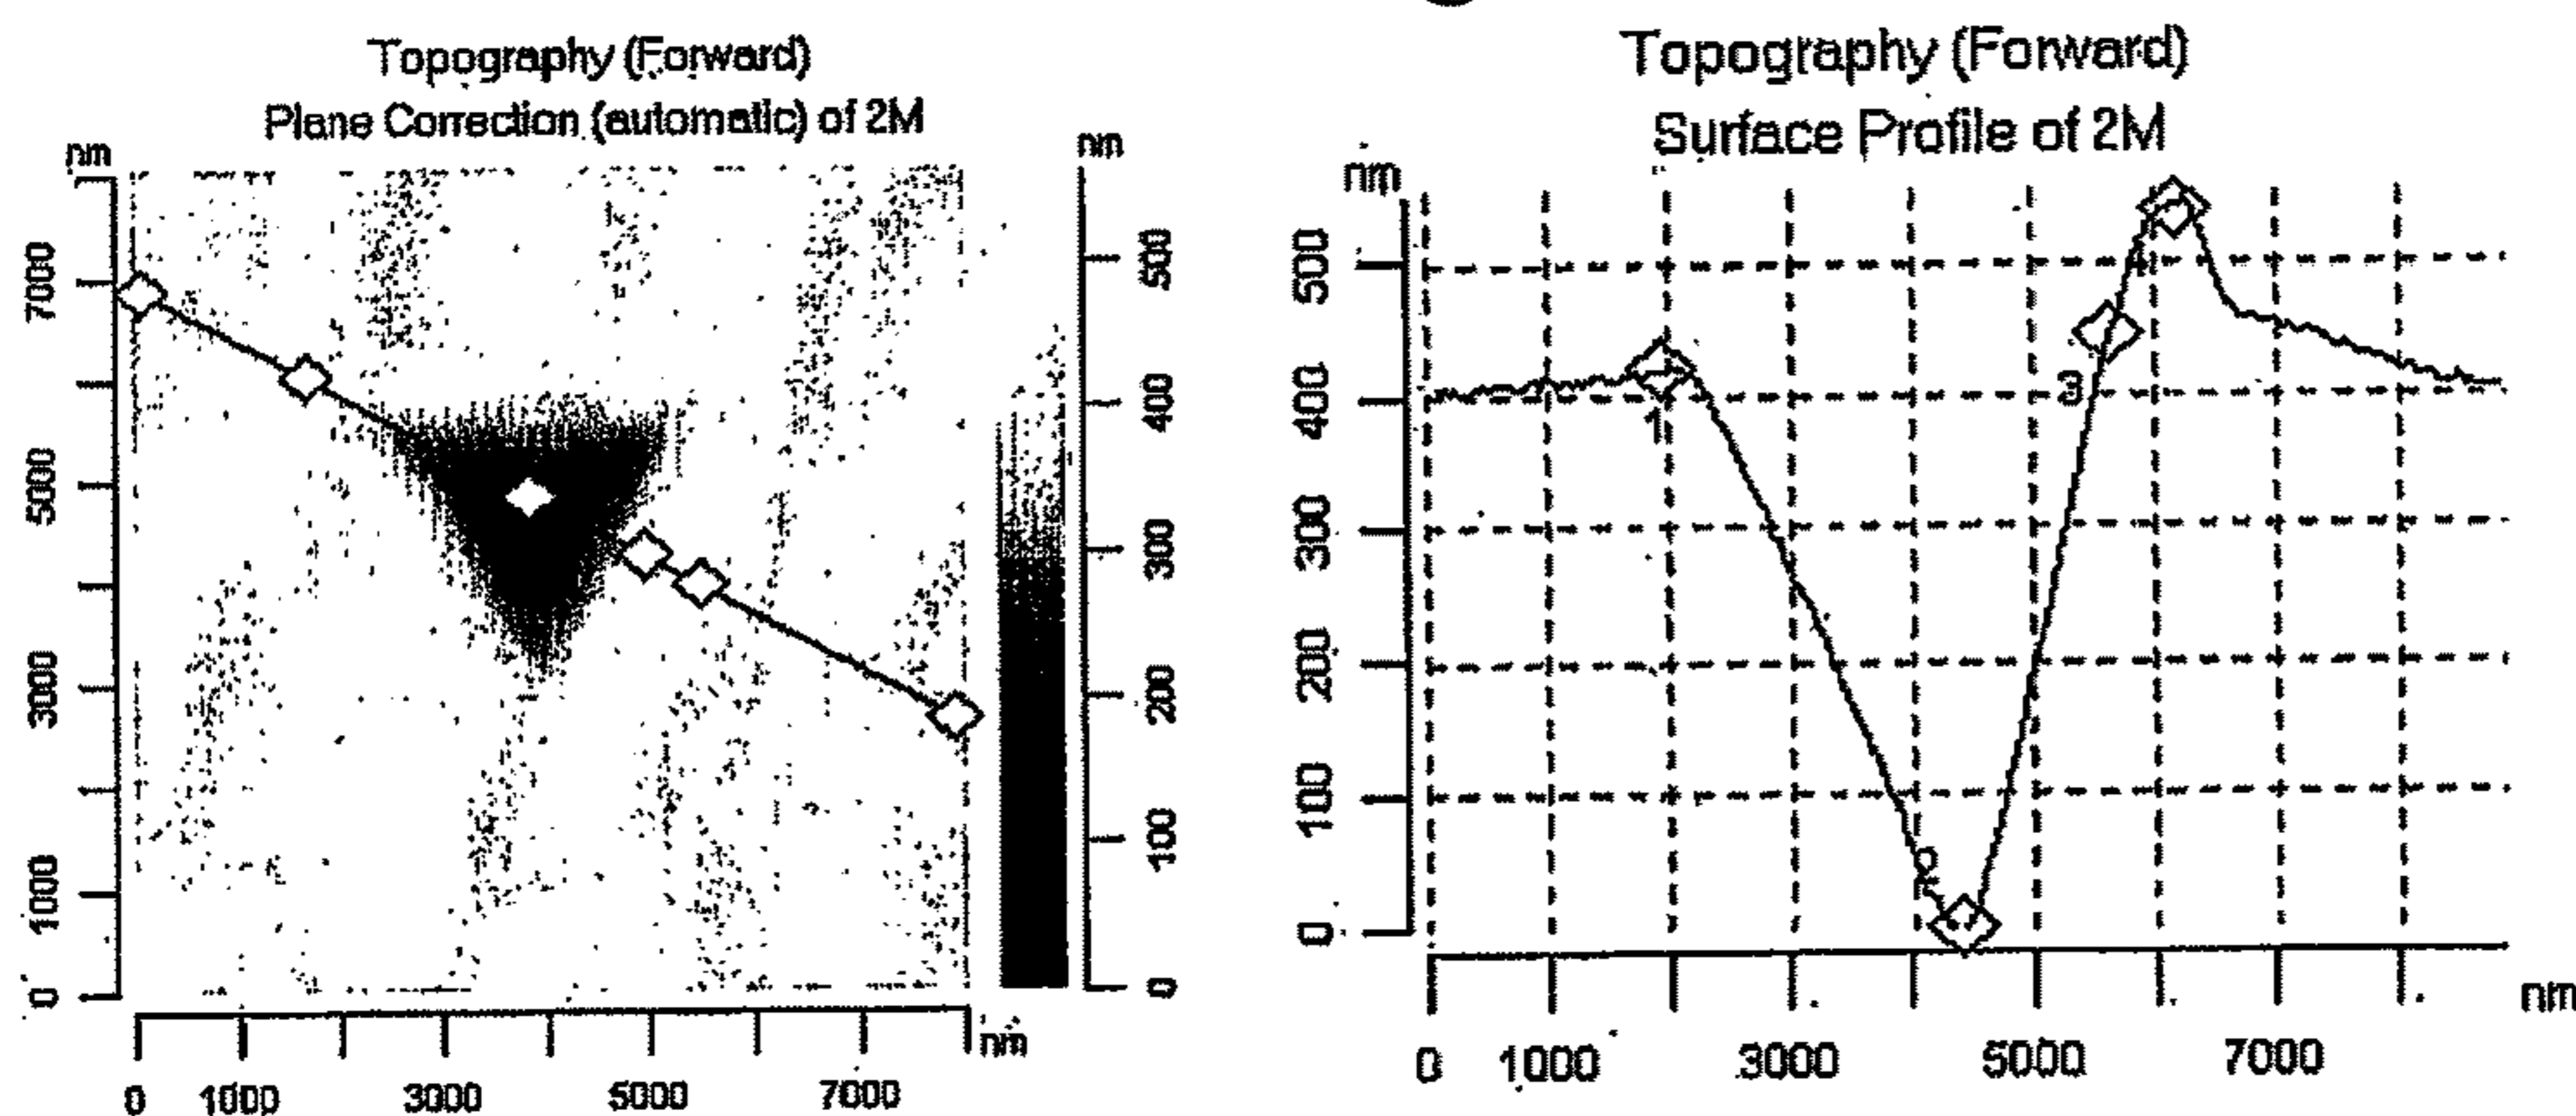 Topography (Forward)
Plane Correction (automatic) of 2M
nm
7000
5000
3000
1000
0
0 1000 3000 5000 7000
nm
nm
500
400
300
200
100
0
Topography (Forward)
Surface Profile of 2M
nm
500
400
300
200
100
0
1
2
3
0 1000 3000 5000 7000
nm